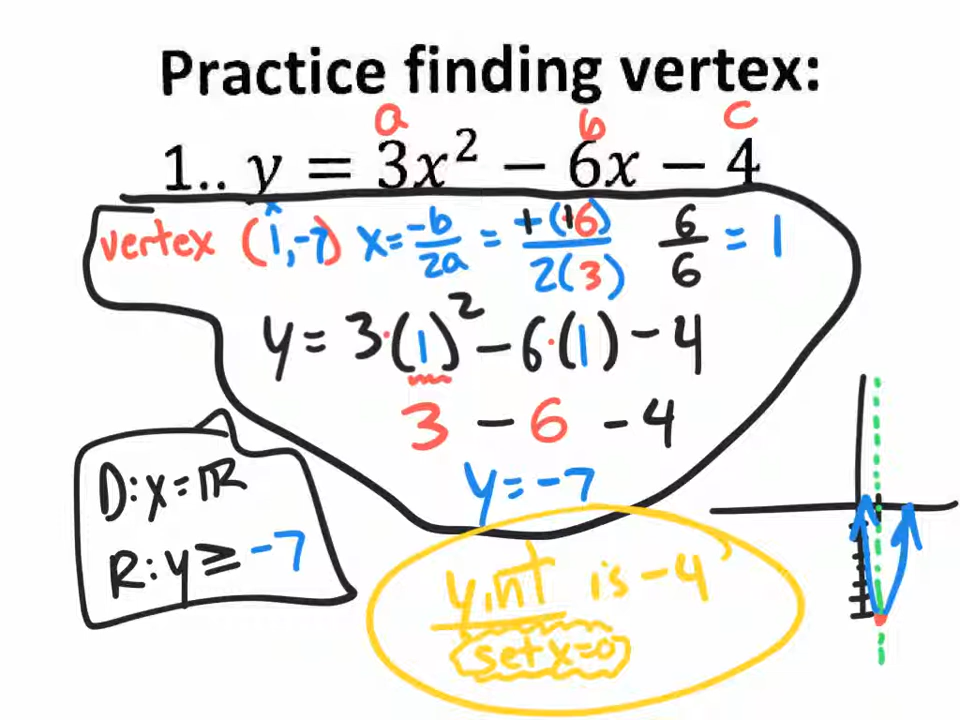 Practice finding vertex:
a b c
1.. y = 3x² − 6x − 4
x
vertex (1,-7) x = -b/2a = +(+6)/2(3) 6/6 = 1
y = 3·(1)² − 6·(1) − 4
3 − 6 − 4
y = -7
D: x = ℝ
R: y ≥ -7
y int is -4
set x=0